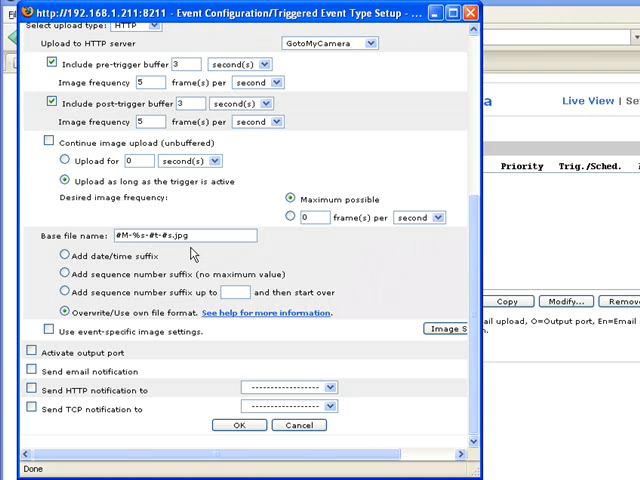 http://192.168.1.211:8211 - Event Configuration/Triggered Event Type Setup - ...
Select upload type: HTTP
Upload to HTTP server GotoMyCamera
Include pre-trigger buffer 3 second(s)
Image frequency 5 frame(s) per second
Include post-trigger buffer 3 second(s)
Image frequency 5 frame(s) per second
Continue image upload (unbuffered)
Upload for 0 second(s)
Upload as long as the trigger is active
Desired image frequency: Maximum possible
0 frame(s) per second
Base file name: #M-%s-#t-#s.jpg
Add date/time suffix
Add sequence number suffix (no maximum value)
Add sequence number suffix up to and then start over
Overwrite/Use own file format. See help for more information.
Use event-specific image settings. Image S
Activate output port
Send email notification
Send HTTP notification to ------------------
Send TCP notification to ------------------
OK Cancel
Done
a
Live View | Se
Priority Trig./Sched.
Copy Modify... Remov
ail upload, O=Output port, En=Email